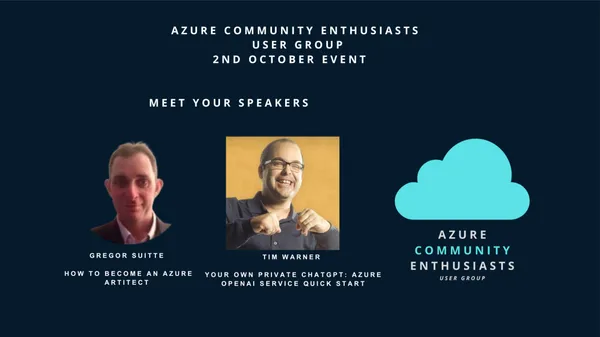 AZURE COMMUNITY ENTHUSIASTS
USER GROUP
2ND OCTOBER EVENT
MEET YOUR SPEAKERS
GREGOR SUITTE
HOW TO BECOME AN AZURE
ARTITECT
TIM WARNER
YOUR OWN PRIVATE CHATGPT: AZURE
OPENAI SERVICE QUICK START
AZURE
COMMUNITY
ENTHUSIASTS
USER GROUP